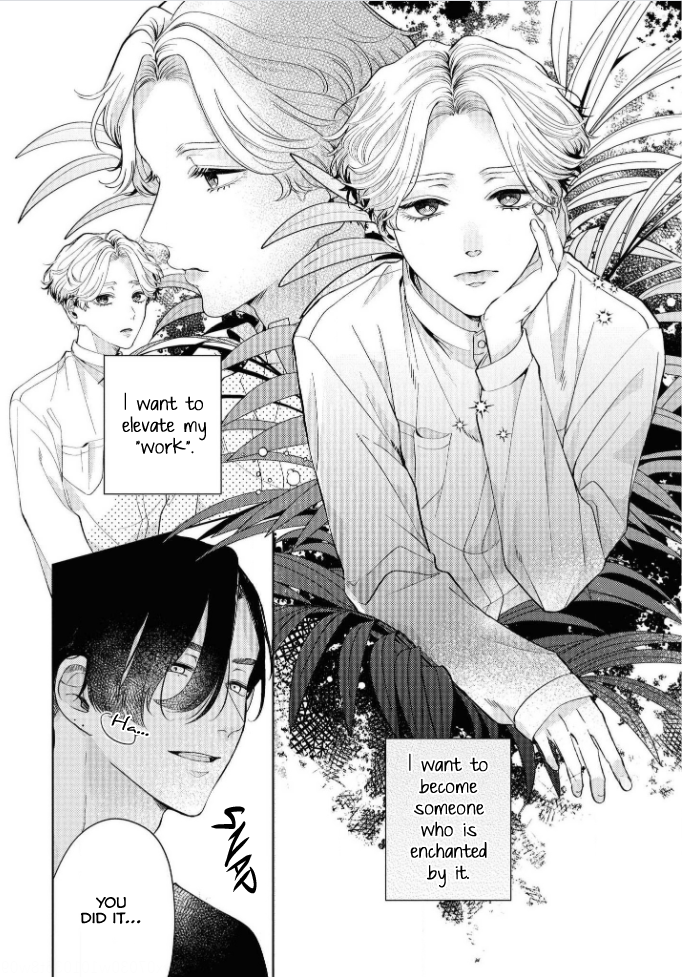 I want to
elevate my
"work".
Ha...
SNAP
YOU
DID IT...
I want to
become
someone
who is
enchanted
by it.